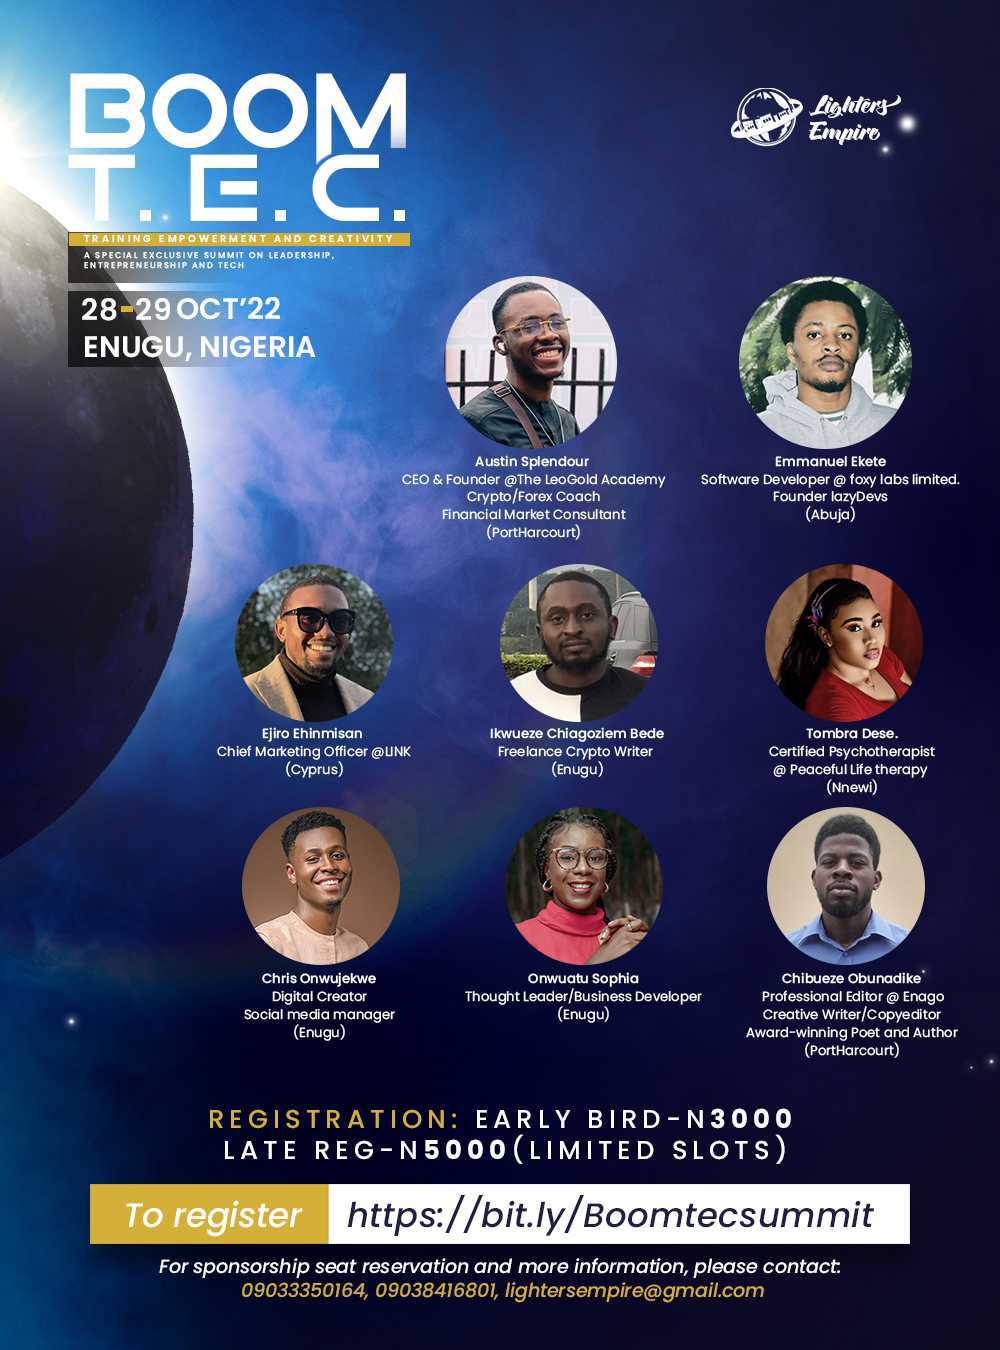 BOOM
T.E.C.
TRAINING EMPOWERMENT AND CREATIVITY
A SPECIAL EXCLUSIVE SUMMIT ON LEADERSHIP,
ENTREPRENEURSHIP AND TECH
28-29 OCT'22
ENUGU, NIGERIA
Lighters
Empire
Austin Splendour
CEO & Founder @The LeoGold Academy
Crypto/Forex Coach
Financial Market Consultant
(PortHarcourt)
Emmanuel Ekete
Software Developer @ foxy labs limited.
Founder lazyDevs
(Abuja)
Ejiro Ehinmisan
Chief Marketing Officer @LINK
(Cyprus)
Ikwueze Chiagoziem Bede
Freelance Crypto Writer
(Enugu)
Tombra Dese.
Certified Psychotherapist
@ Peaceful Life therapy
(Nnewi)
Chris Onwujekwe
Digital Creator
Social media manager
(Enugu)
Onwuatu Sophia
Thought Leader/Business Developer
(Enugu)
Chibueze Obunadike
Professional Editor @ Enago
Creative Writer/Copyeditor
Award-winning Poet and Author
(PortHarcourt)
REGISTRATION: EARLY BIRD-N3000
LATE REG-N5000(LIMITED SLOTS)
To register https://bit.ly/Boomtecsummit
For sponsorship seat reservation and more information, please contact:
09033350164, 09038416801, lightersempire@gmail.com